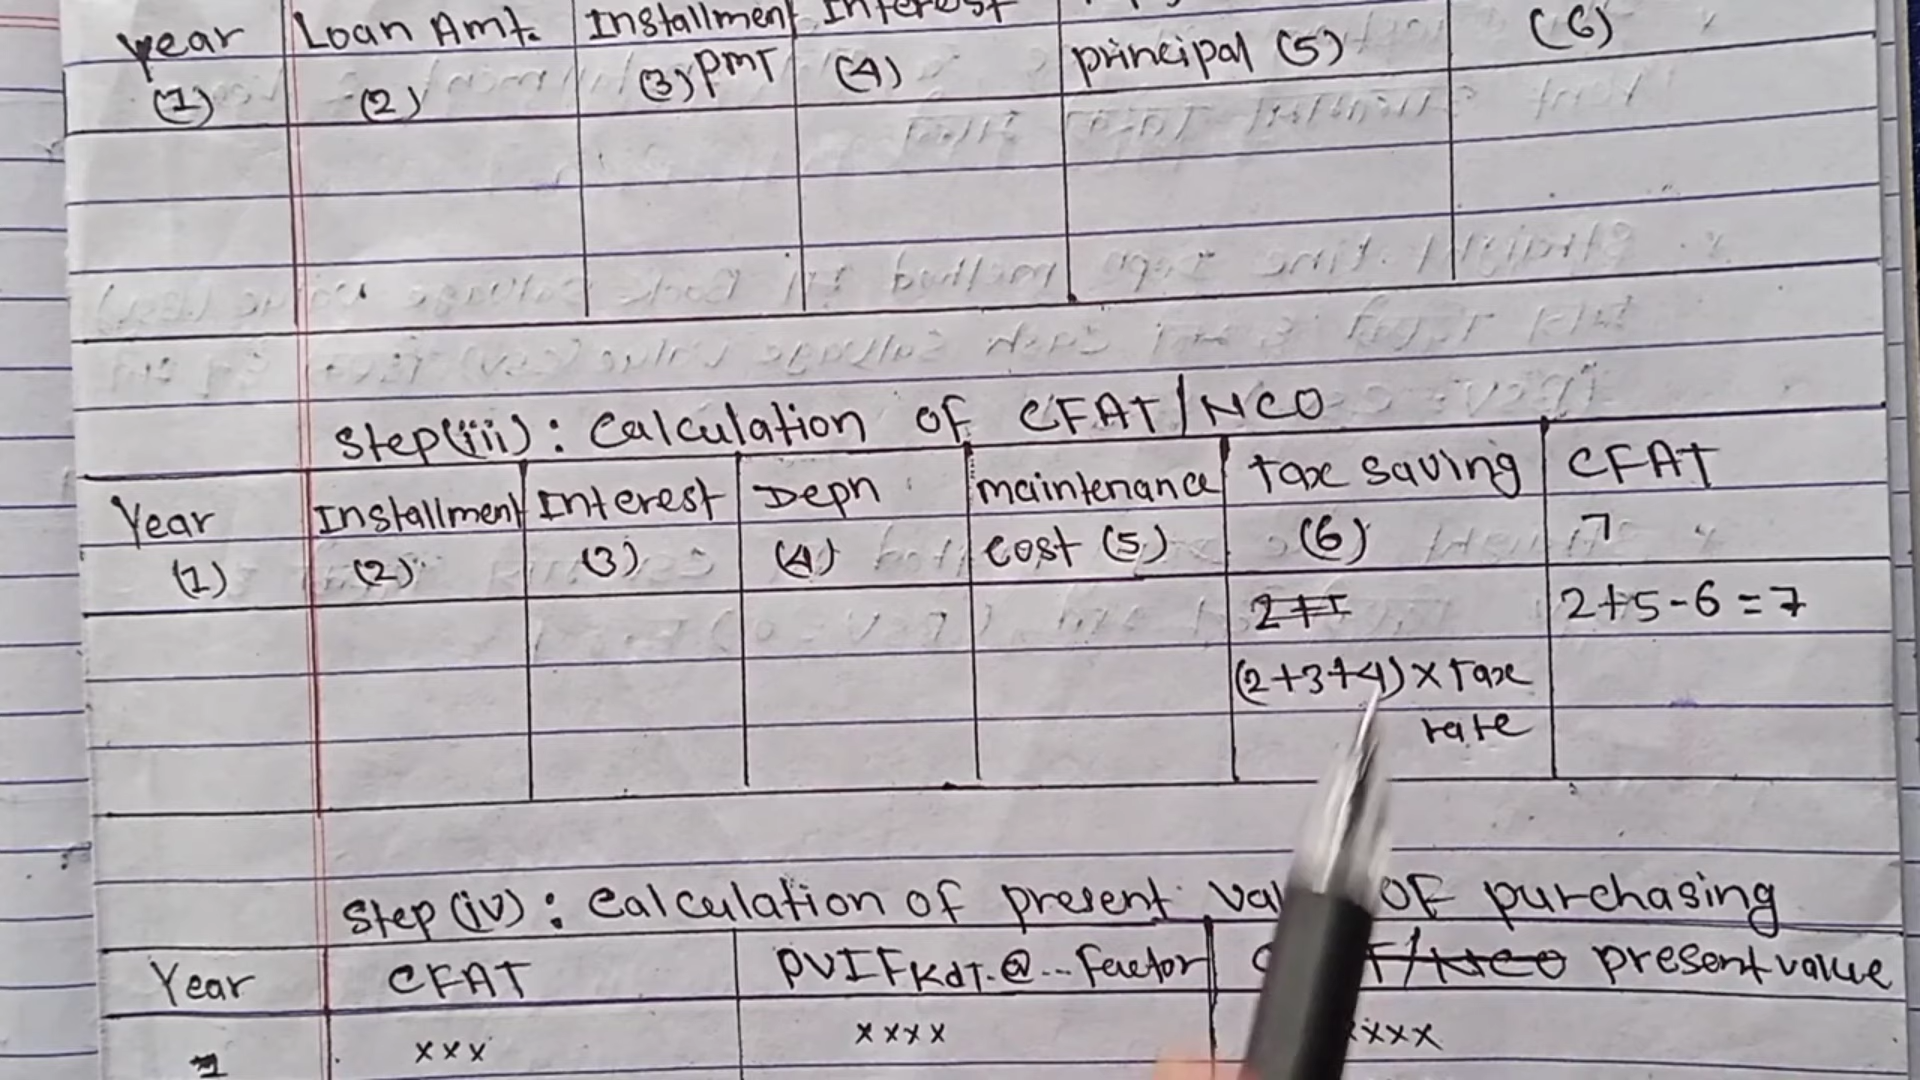 year Loan Amt. Installment Interest
(1) (2) (3) PMT (4) principal (5) (6)
Step(iii): Calculation of CFAT/NCO
Year Installment Interest Depn maintenance Tax saving CFAT
(1) (2) (3) (4) cost (5) (6) 7
2+I 2+5-6=7
(2+3+4)×Tax
rate
Step (iv): Calculation of present OF purchasing
Year CFAT PVIFKdT.@... Factor present value
1 xxx xxxx xxx